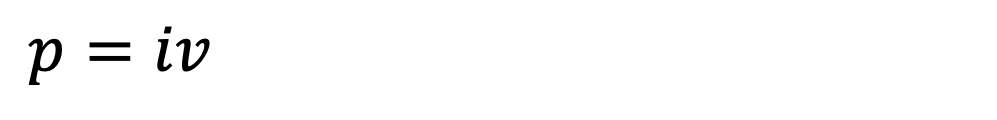 p = iv